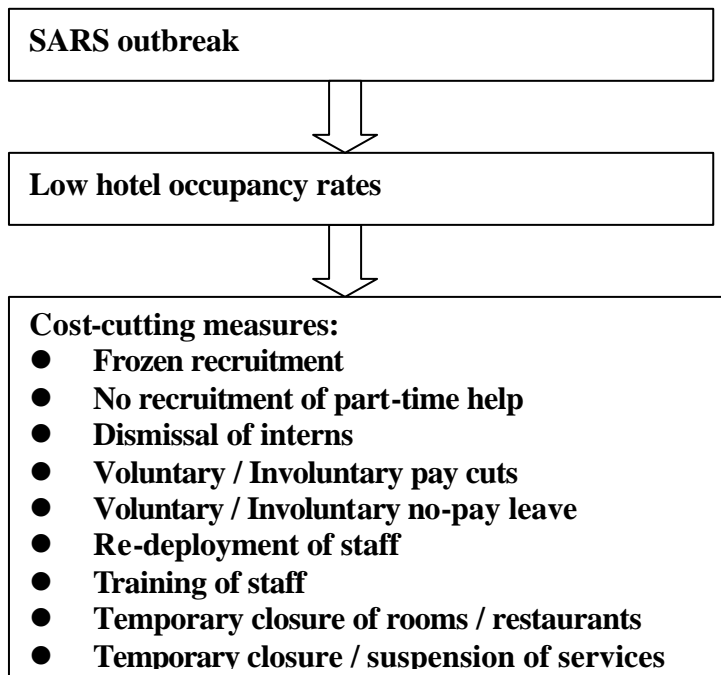 SARS outbreak
Low hotel occupancy rates
Cost-cutting measures:
● Frozen recruitment
● No recruitment of part-time help
● Dismissal of interns
● Voluntary / Involuntary pay cuts
● Voluntary / Involuntary no-pay leave
● Re-deployment of staff
● Training of staff
● Temporary closure of rooms / restaurants
● Temporary closure / suspension of services